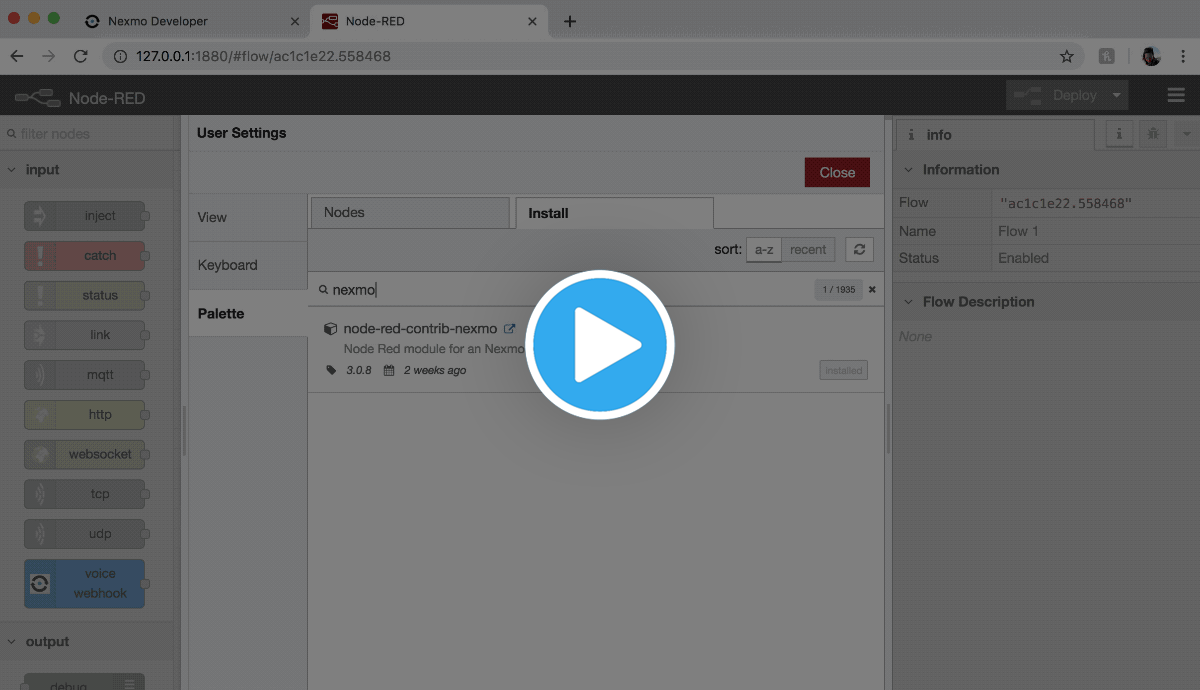 Nexmo Developer
Node-RED
127.0.0.1:1880/#flow/ac1c1e22.558468
Node-RED
Deploy
filter nodes
input
inject
catch
status
link
mqtt
http
websocket
tcp
udp
voice
webhook
output
debug
User Settings
Close
View
Keyboard
Palette
Nodes
Install
sort:
a-z
recent
nexmo
1 / 1935
node-red-contrib-nexmo
Node Red module for an Nexmo
3.0.8
2 weeks ago
installed
info
Information
Flow
"ac1c1e22.558468"
Name
Flow 1
Status
Enabled
Flow Description
None